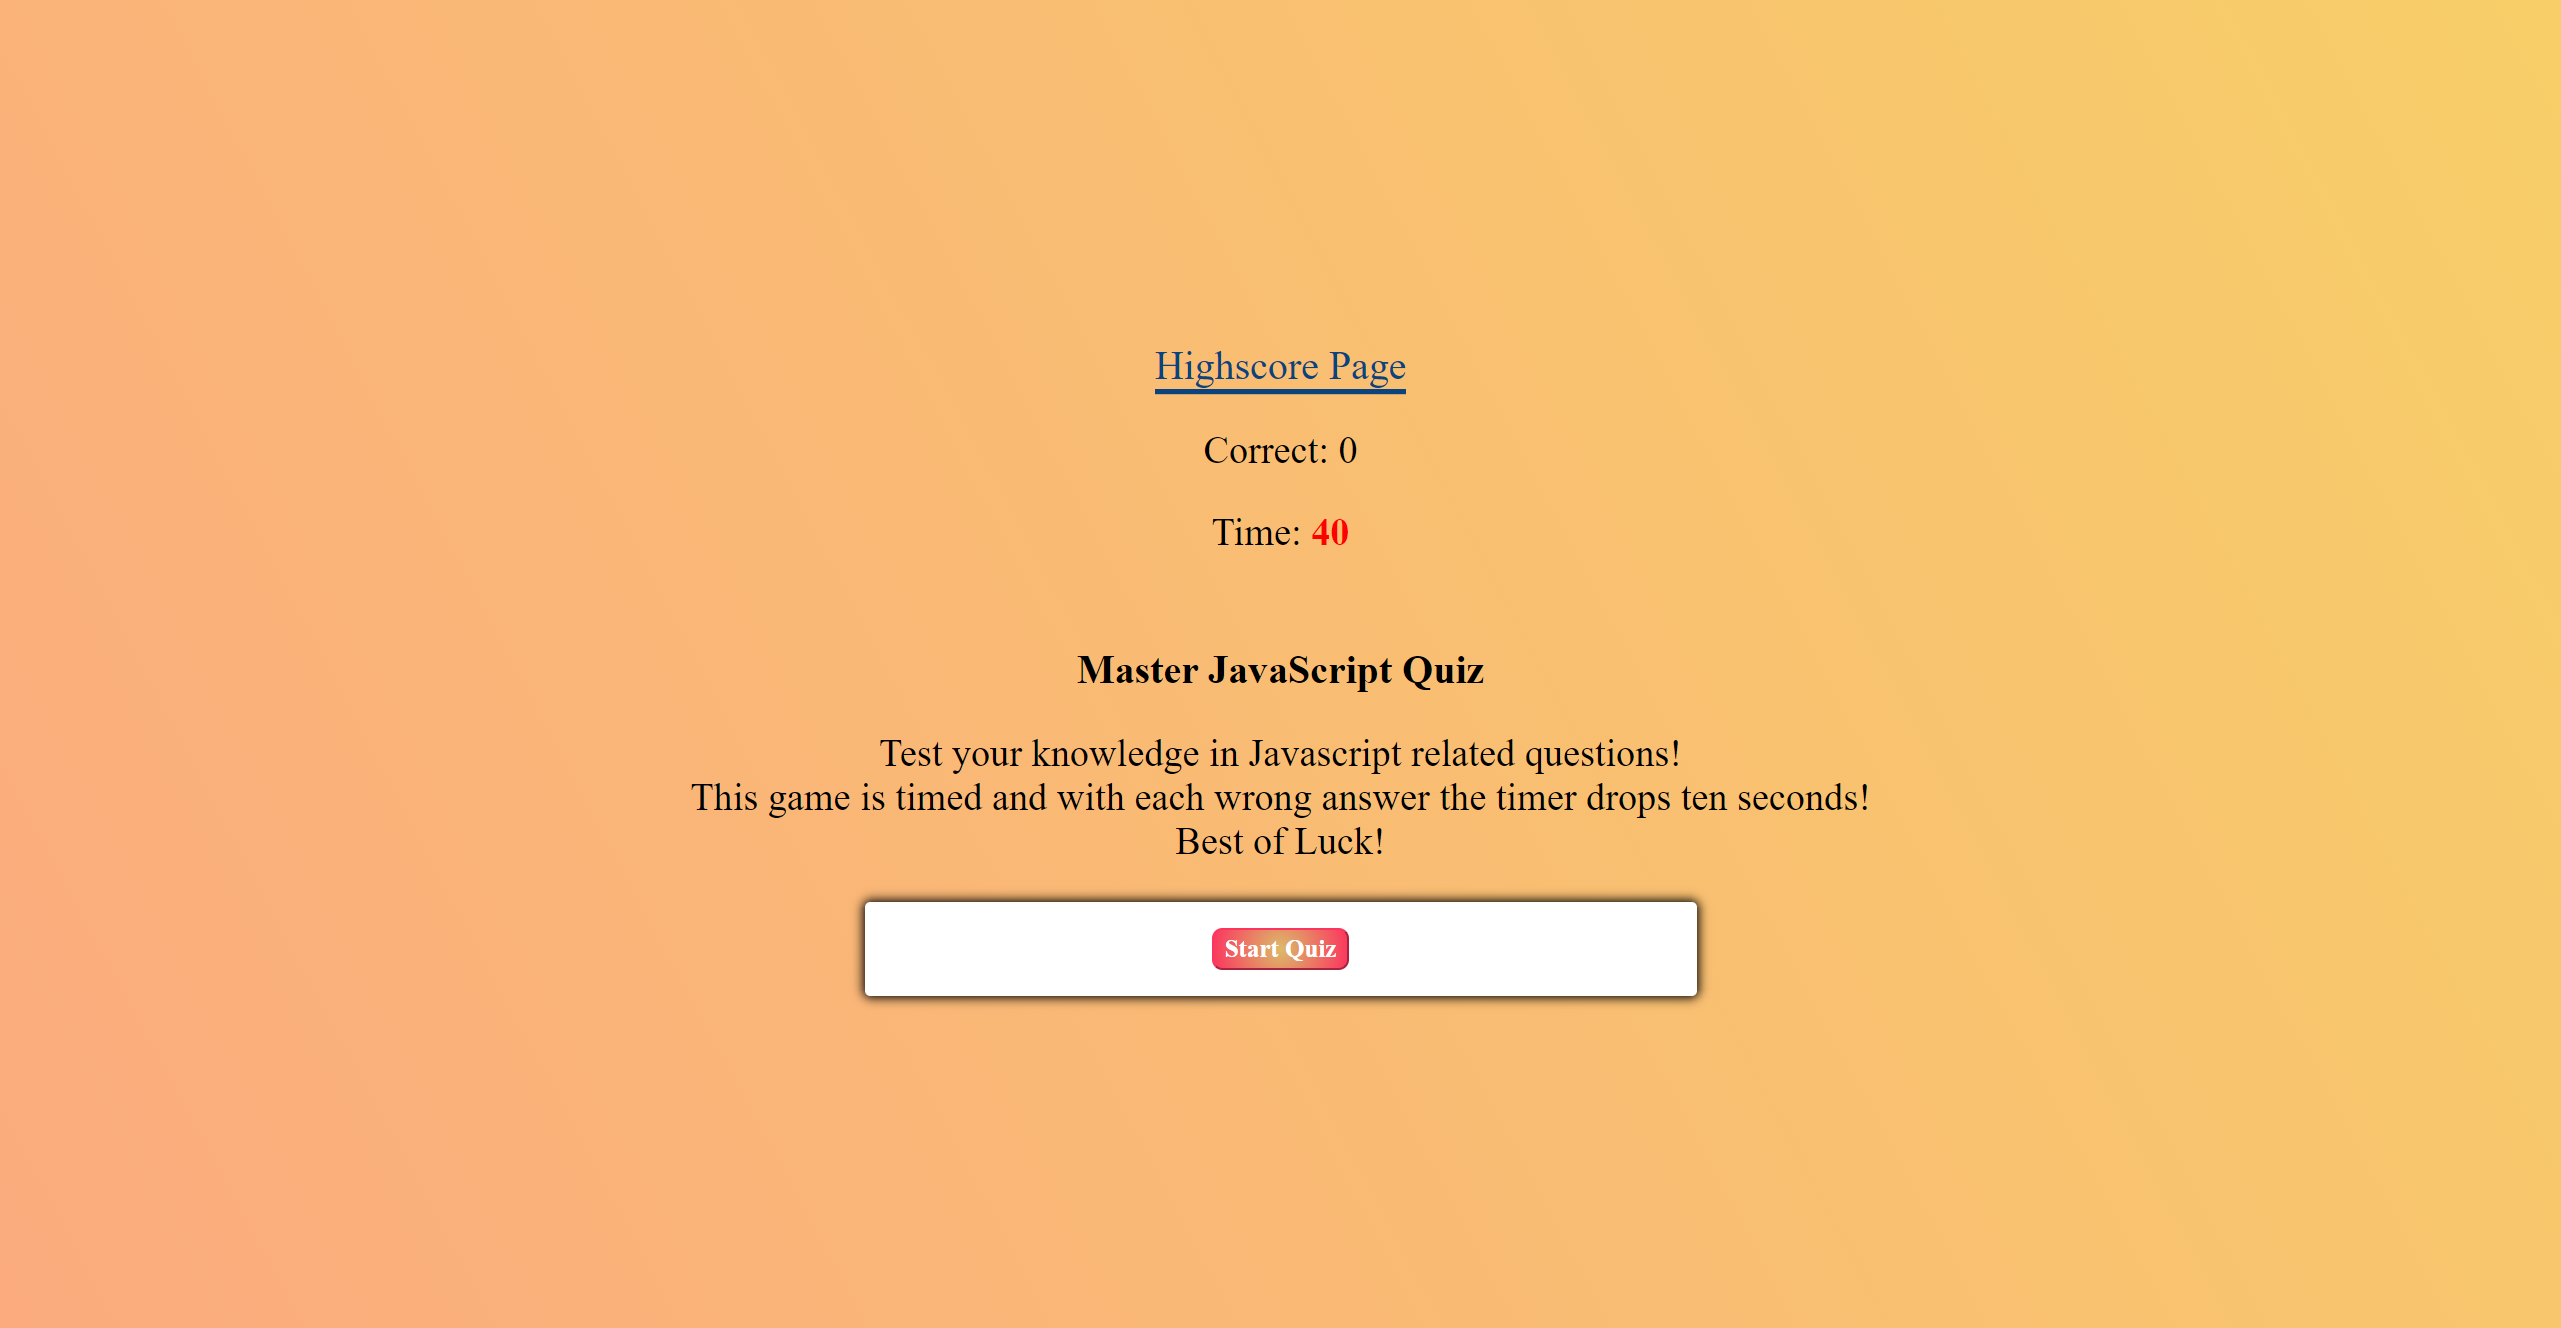 Highscore Page
Correct: 0
Time: 40
Master JavaScript Quiz
Test your knowledge in Javascript related questions!
This game is timed and with each wrong answer the timer drops ten seconds!
Best of Luck!
Start Quiz